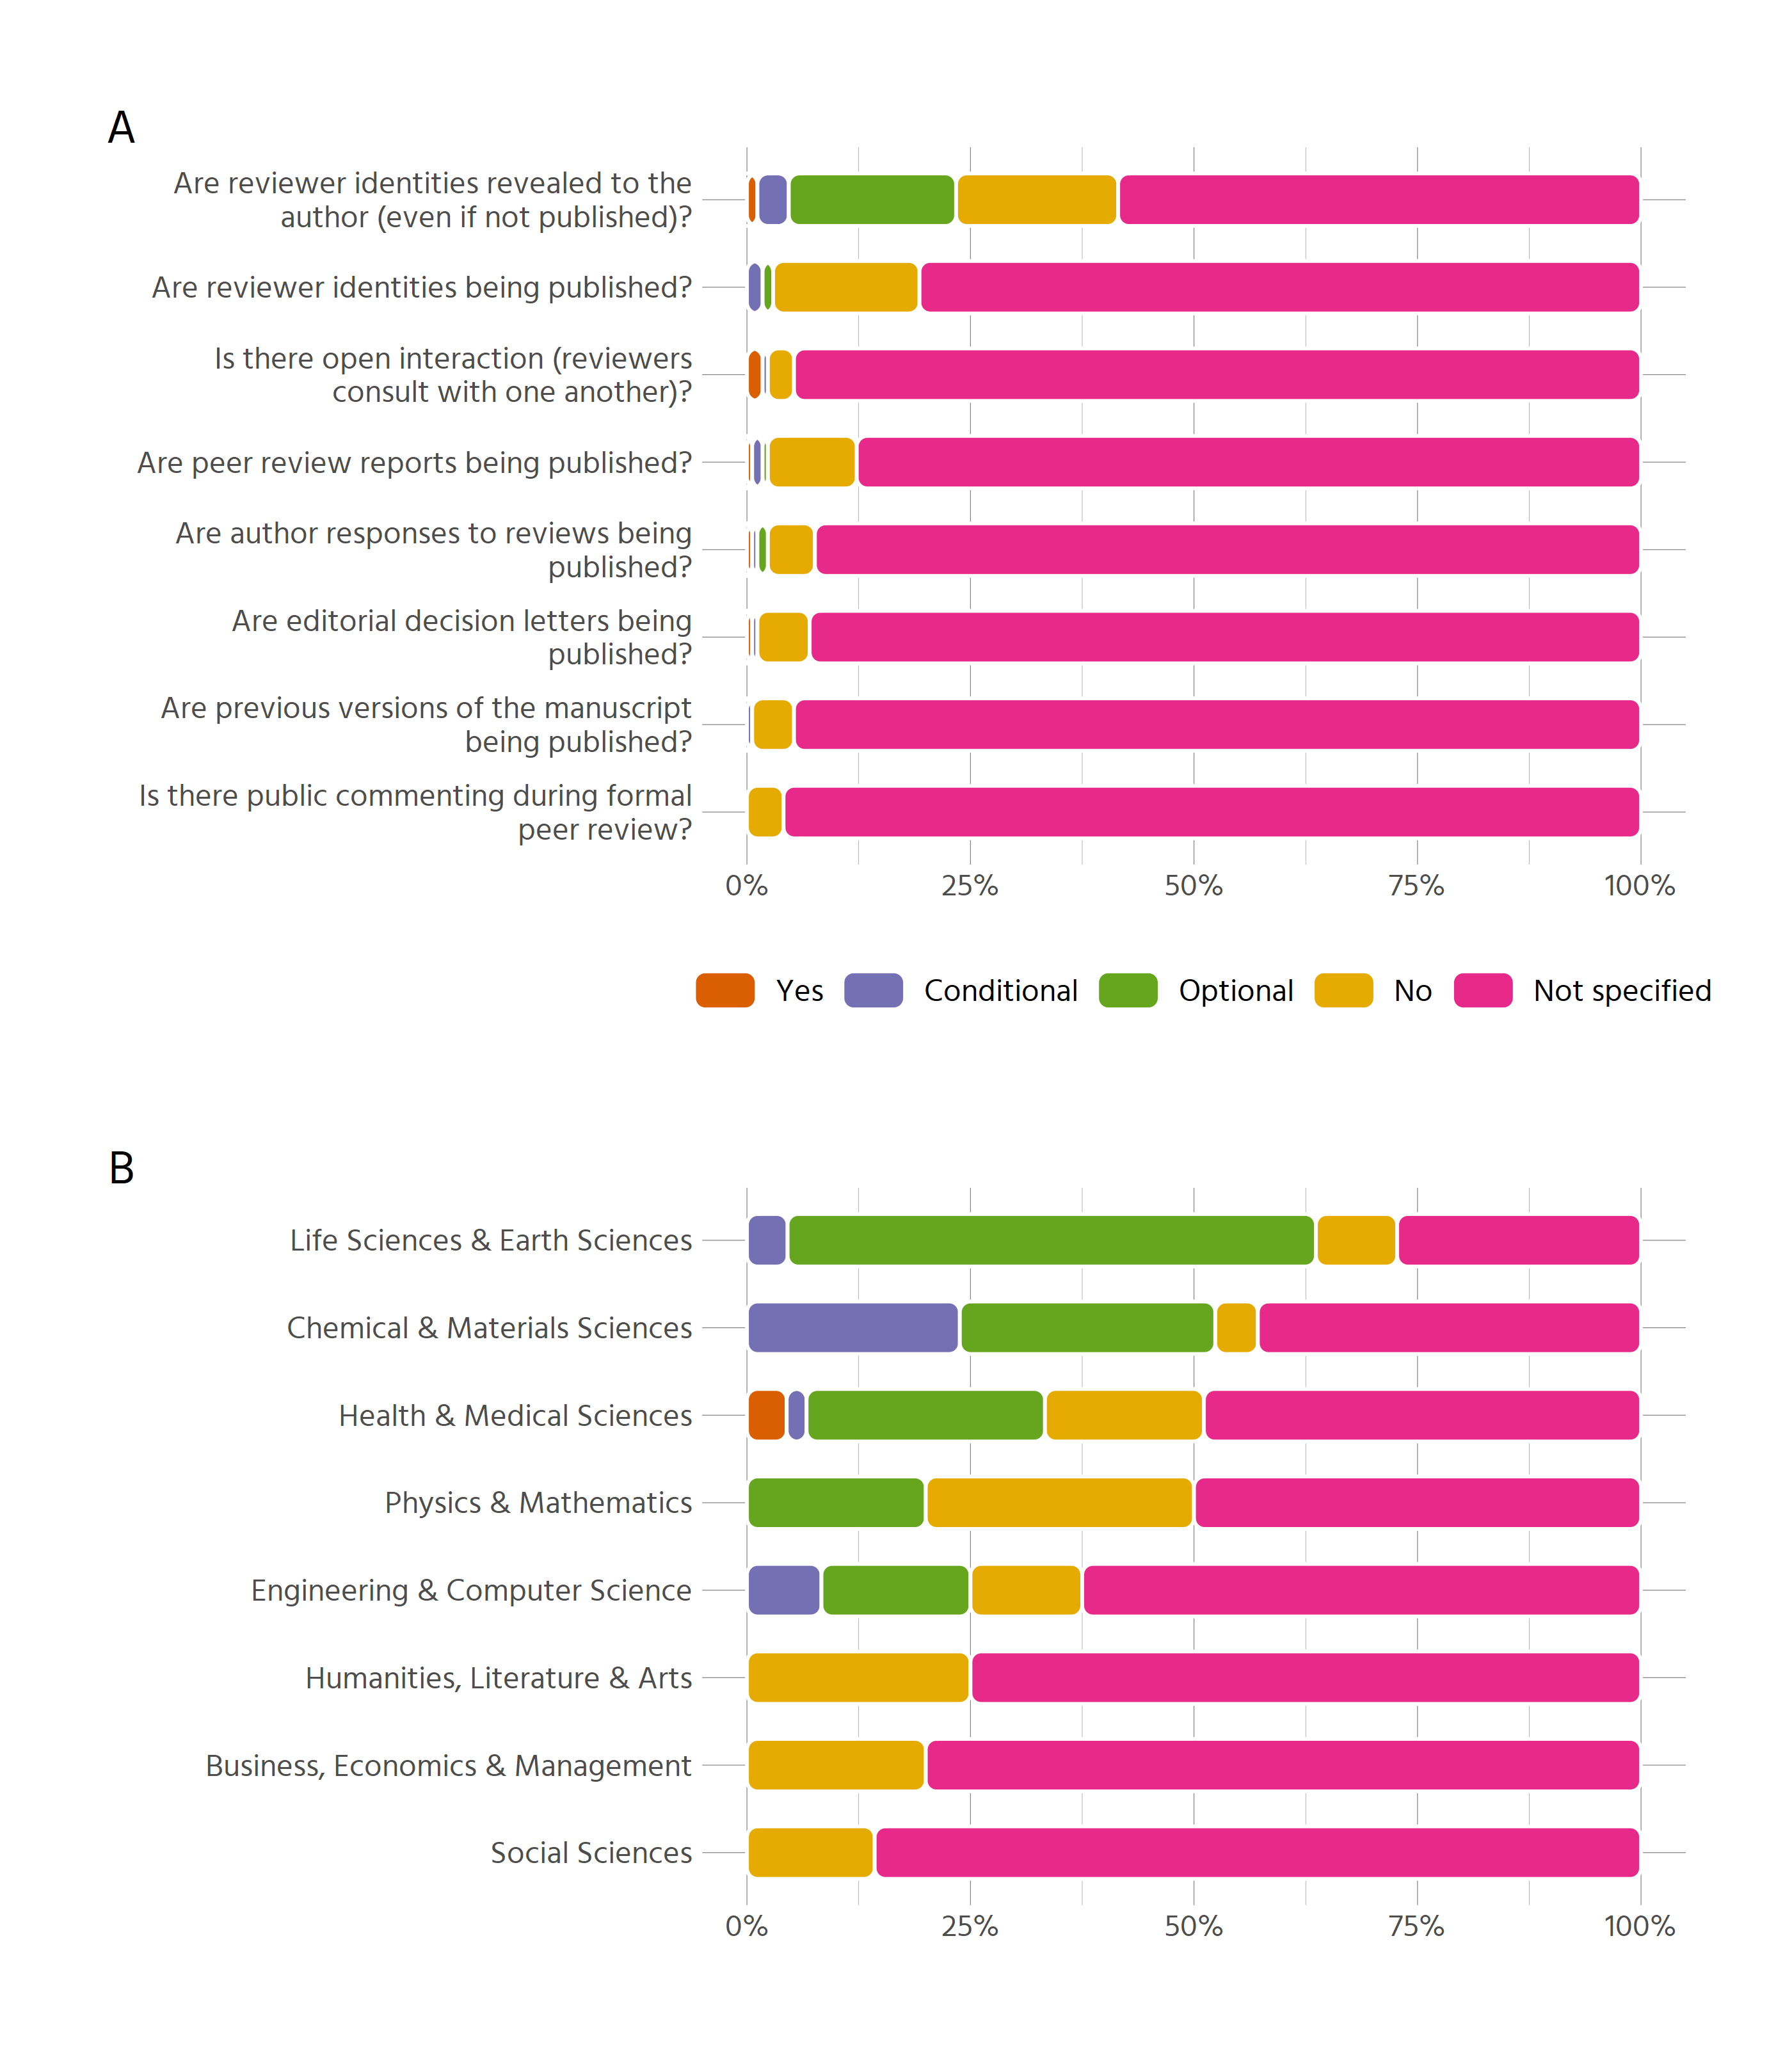 A
Are reviewer identities revealed to the
author (even if not published)?
Are reviewer identities being published?
Is there open interaction (reviewers
consult with one another)?
Are peer review reports being published?
Are author responses to reviews being
published?
Are editorial decision letters being
published?
Are previous versions of the manuscript
being published?
Is there public commenting during formal
peer review?
0% 25% 50% 75% 100%
Yes Conditional Optional No Not specified
B
Life Sciences & Earth Sciences
Chemical & Materials Sciences
Health & Medical Sciences
Physics & Mathematics
Engineering & Computer Science
Humanities, Literature & Arts
Business, Economics & Management
Social Sciences
0% 25% 50% 75% 100%